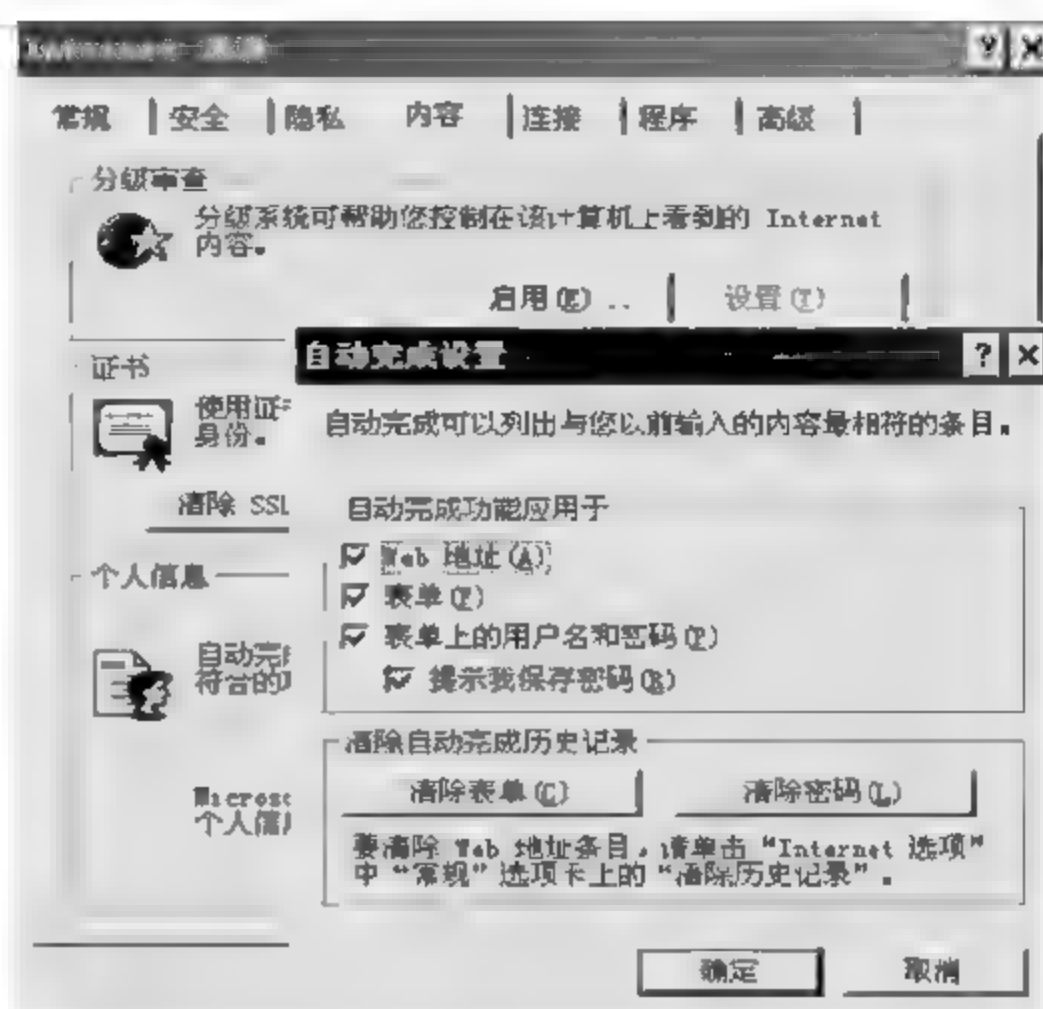 常规 安全 隐私 内容 连接 程序 高级
分级审查
分级系统可帮助您控制在该计算机上看到的 Internet
内容。
启用(E)... 设置(T)
证书
使用证
身份。
清除 SSL
个人信息
自动完成
符合的
Microso
个人信息
自动完成设置
自动完成可以列出与您以前输入的内容最相符的条目。
自动完成功能应用于
Web 地址(A)
表单(F)
表单上的用户名和密码(P)
提示我保存密码(R)
清除自动完成历史记录
清除表单(C) 清除密码(L)
要清除 Web 地址条目，请单击“Internet 选项”
中“常规”选项卡上的“清除历史记录”。
确定 取消